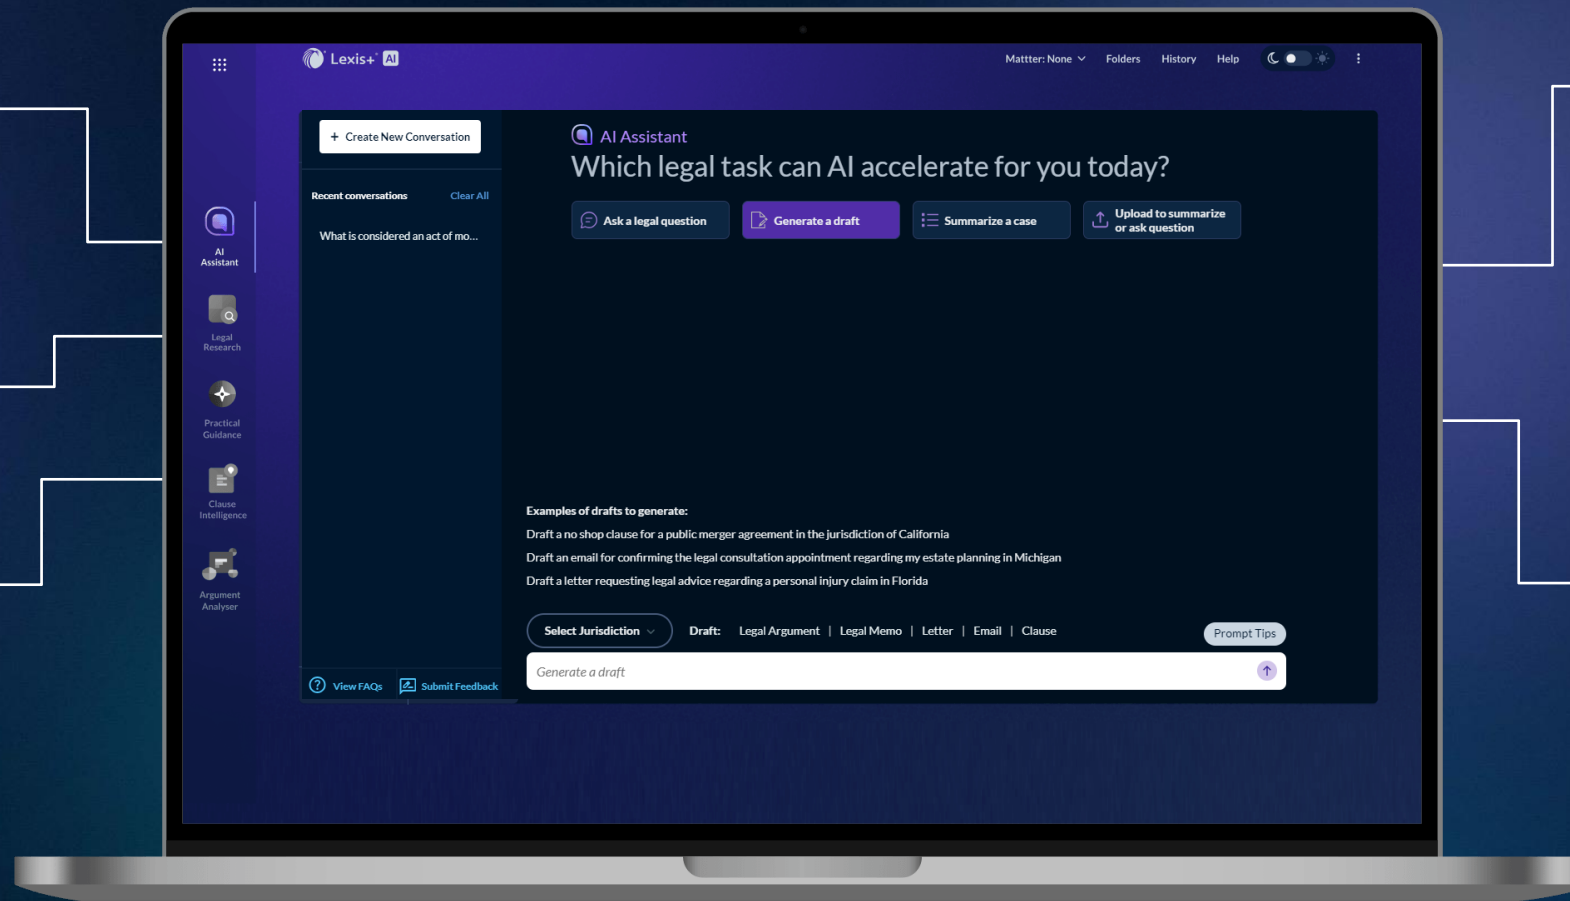 Lexis+ AI
Mattter: None
Folders
History
Help
AI
Assistant
Legal
Research
Practical
Guidance
Clause
Intelligence
Argument
Analyser
+ Create New Conversation
Recent conversations
Clear All
What is considered an act of mo...
View FAQs
Submit Feedback
AI Assistant
Which legal task can AI accelerate for you today?
Ask a legal question
Generate a draft
Summarize a case
Upload to summarize
or ask question
Examples of drafts to generate:
Draft a no shop clause for a public merger agreement in the jurisdiction of California
Draft an email for confirming the legal consultation appointment regarding my estate planning in Michigan
Draft a letter requesting legal advice regarding a personal injury claim in Florida
Select Jurisdiction
Draft: Legal Argument | Legal Memo | Letter | Email | Clause
Prompt Tips
Generate a draft